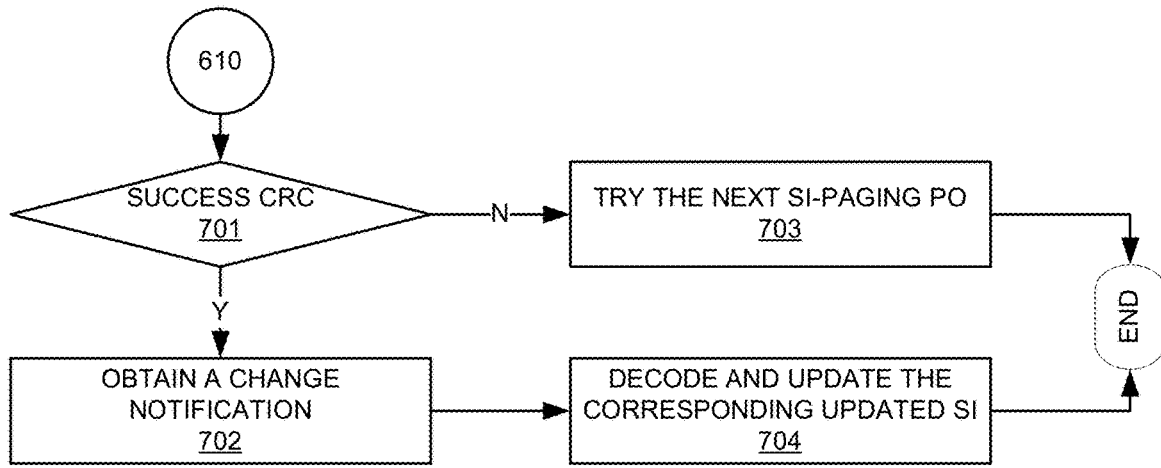 610
SUCCESS CRC
701
N
TRY THE NEXT SI-PAGING PO
703
Y
END
OBTAIN A CHANGE
NOTIFICATION
702
DECODE AND UPDATE THE
CORRESPONDING UPDATED SI
704